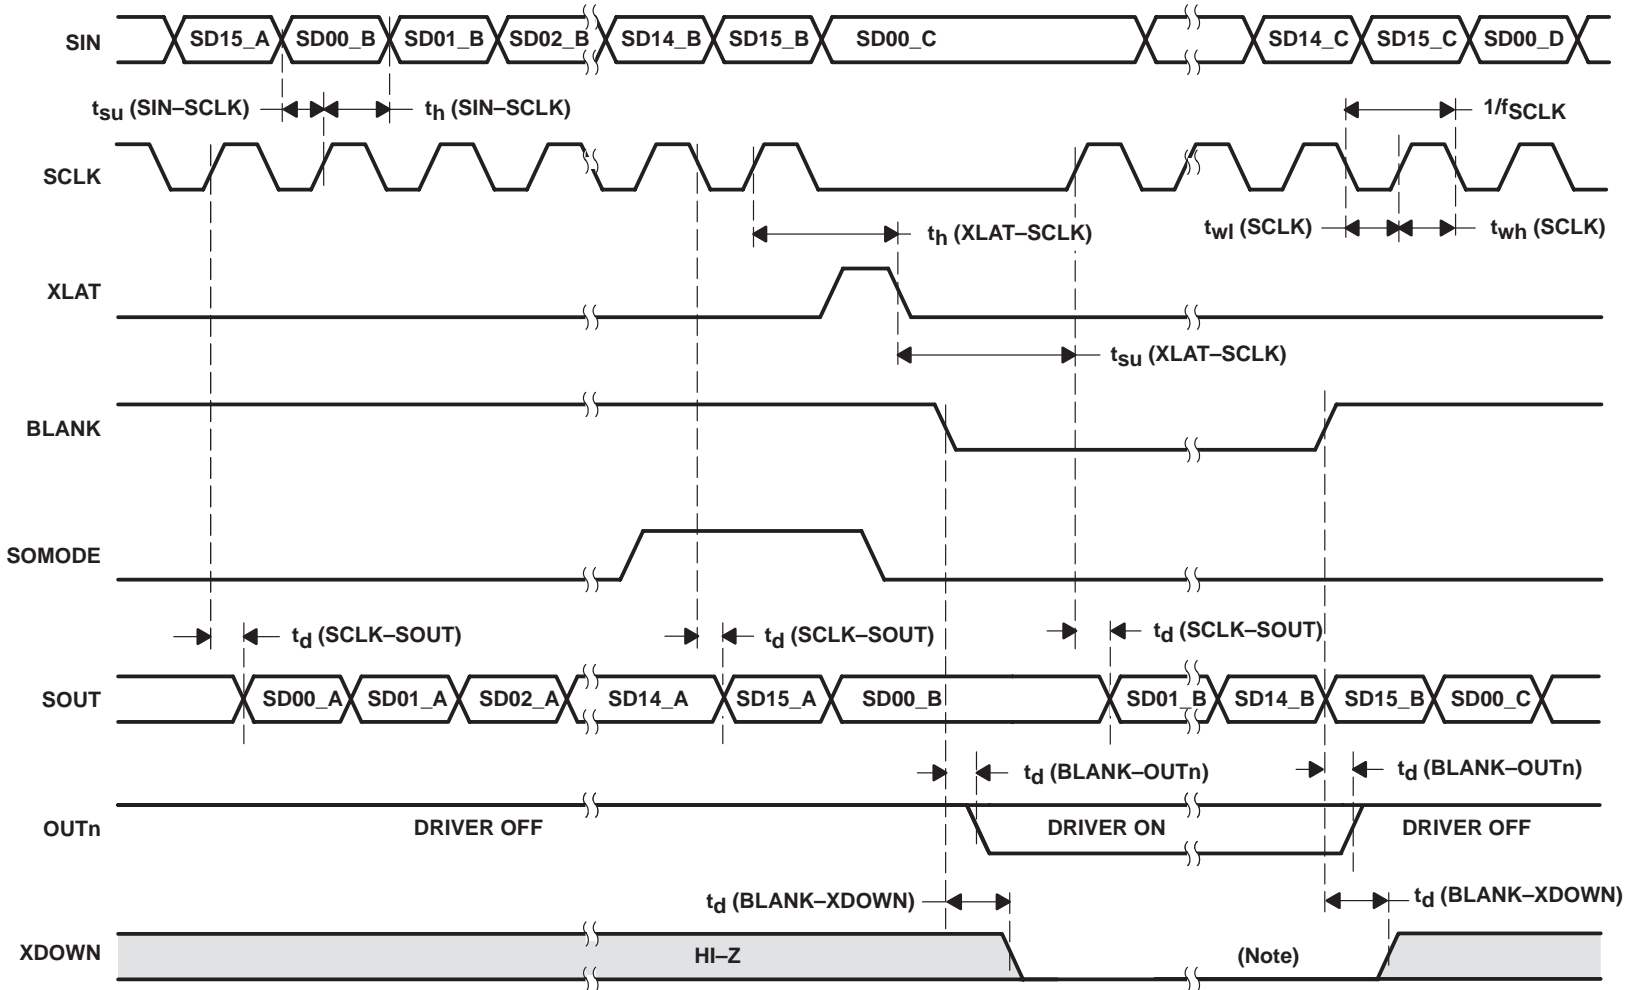 SIN SD15_A SD00_B SD01_B SD02_B SD14_B SD15_B SD00_C SD14_C SD15_C SD00_D
tsu (SIN–SCLK) th (SIN–SCLK) 1/fSCLK
SCLK
th (XLAT–SCLK) twl (SCLK) twh (SCLK)
XLAT
tsu (XLAT–SCLK)
BLANK
SOMODE
td (SCLK–SOUT) td (SCLK–SOUT) td (SCLK–SOUT)
SOUT SD00_A SD01_A SD02_A SD14_A SD15_A SD00_B SD01_B SD14_B SD15_B SD00_C
td (BLANK–OUTn) td (BLANK–OUTn)
OUTn DRIVER OFF DRIVER ON DRIVER OFF
td (BLANK–XDOWN) td (BLANK–XDOWN)
XDOWN HI–Z (Note)